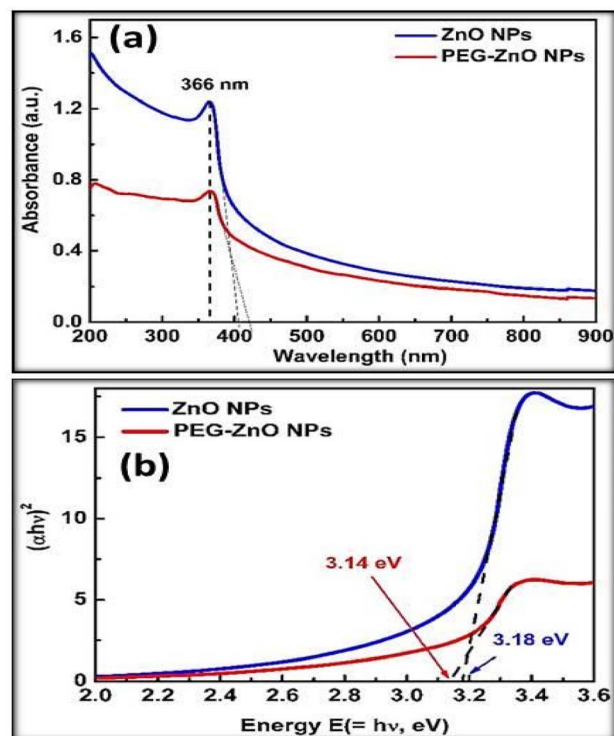 (a)
ZnO NPs
PEG-ZnO NPs
366 nm
Absorbance (a.u.)
1.6
1.2
0.8
0.4
0.0
200 300 400 500 600 700 800 900
Wavelength (nm)
ZnO NPs
PEG-ZnO NPs
(b)
(αhν)²
15
10
5
0
3.14 eV
3.18 eV
2.0 2.2 2.4 2.6 2.8 3.0 3.2 3.4 3.6
Energy E(= hν, eV)